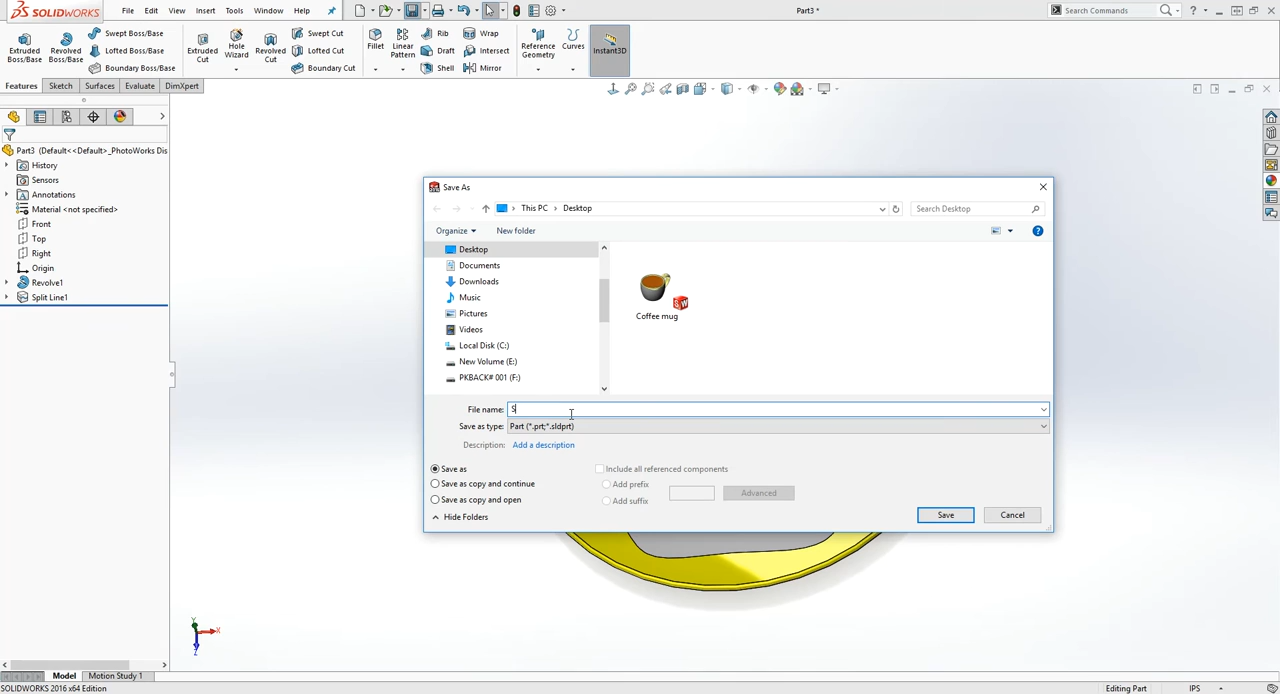 SOLIDWORKS File Edit View Insert Tools Window Help Part3 * Search Commands
Extruded Boss/Base Revolved Boss/Base Swept Boss/Base Lofted Boss/Base Boundary Boss/Base Extruded Cut Hole Wizard Revolved Cut Swept Cut Lofted Cut Boundary Cut Fillet Linear Pattern Rib Draft Shell Wrap Intersect Mirror Reference Geometry Curves Instant3D
Features Sketch Surfaces Evaluate DimXpert
Part3 (Default<<Default>_PhotoWorks Dis
History
Sensors
Annotations
Material <not specified>
Front
Top
Right
Origin
Revolve1
Split Line1
Save As
This PC > Desktop Search Desktop
Organize New folder
Desktop
Documents
Downloads
Music
Pictures
Videos
Local Disk (C:)
New Volume (E:)
PKBACK# 001 (F:)
SW
Coffee mug
File name: S
Save as type: Part (*.prt;*.sldprt)
Description: Add a description
Save as
Save as copy and continue
Save as copy and open
Include all referenced components
Add prefix
Add suffix
Advanced
Hide Folders Save Cancel
Y
X
Z
Model Motion Study 1
SOLIDWORKS 2016 x64 Edition Editing Part IPS